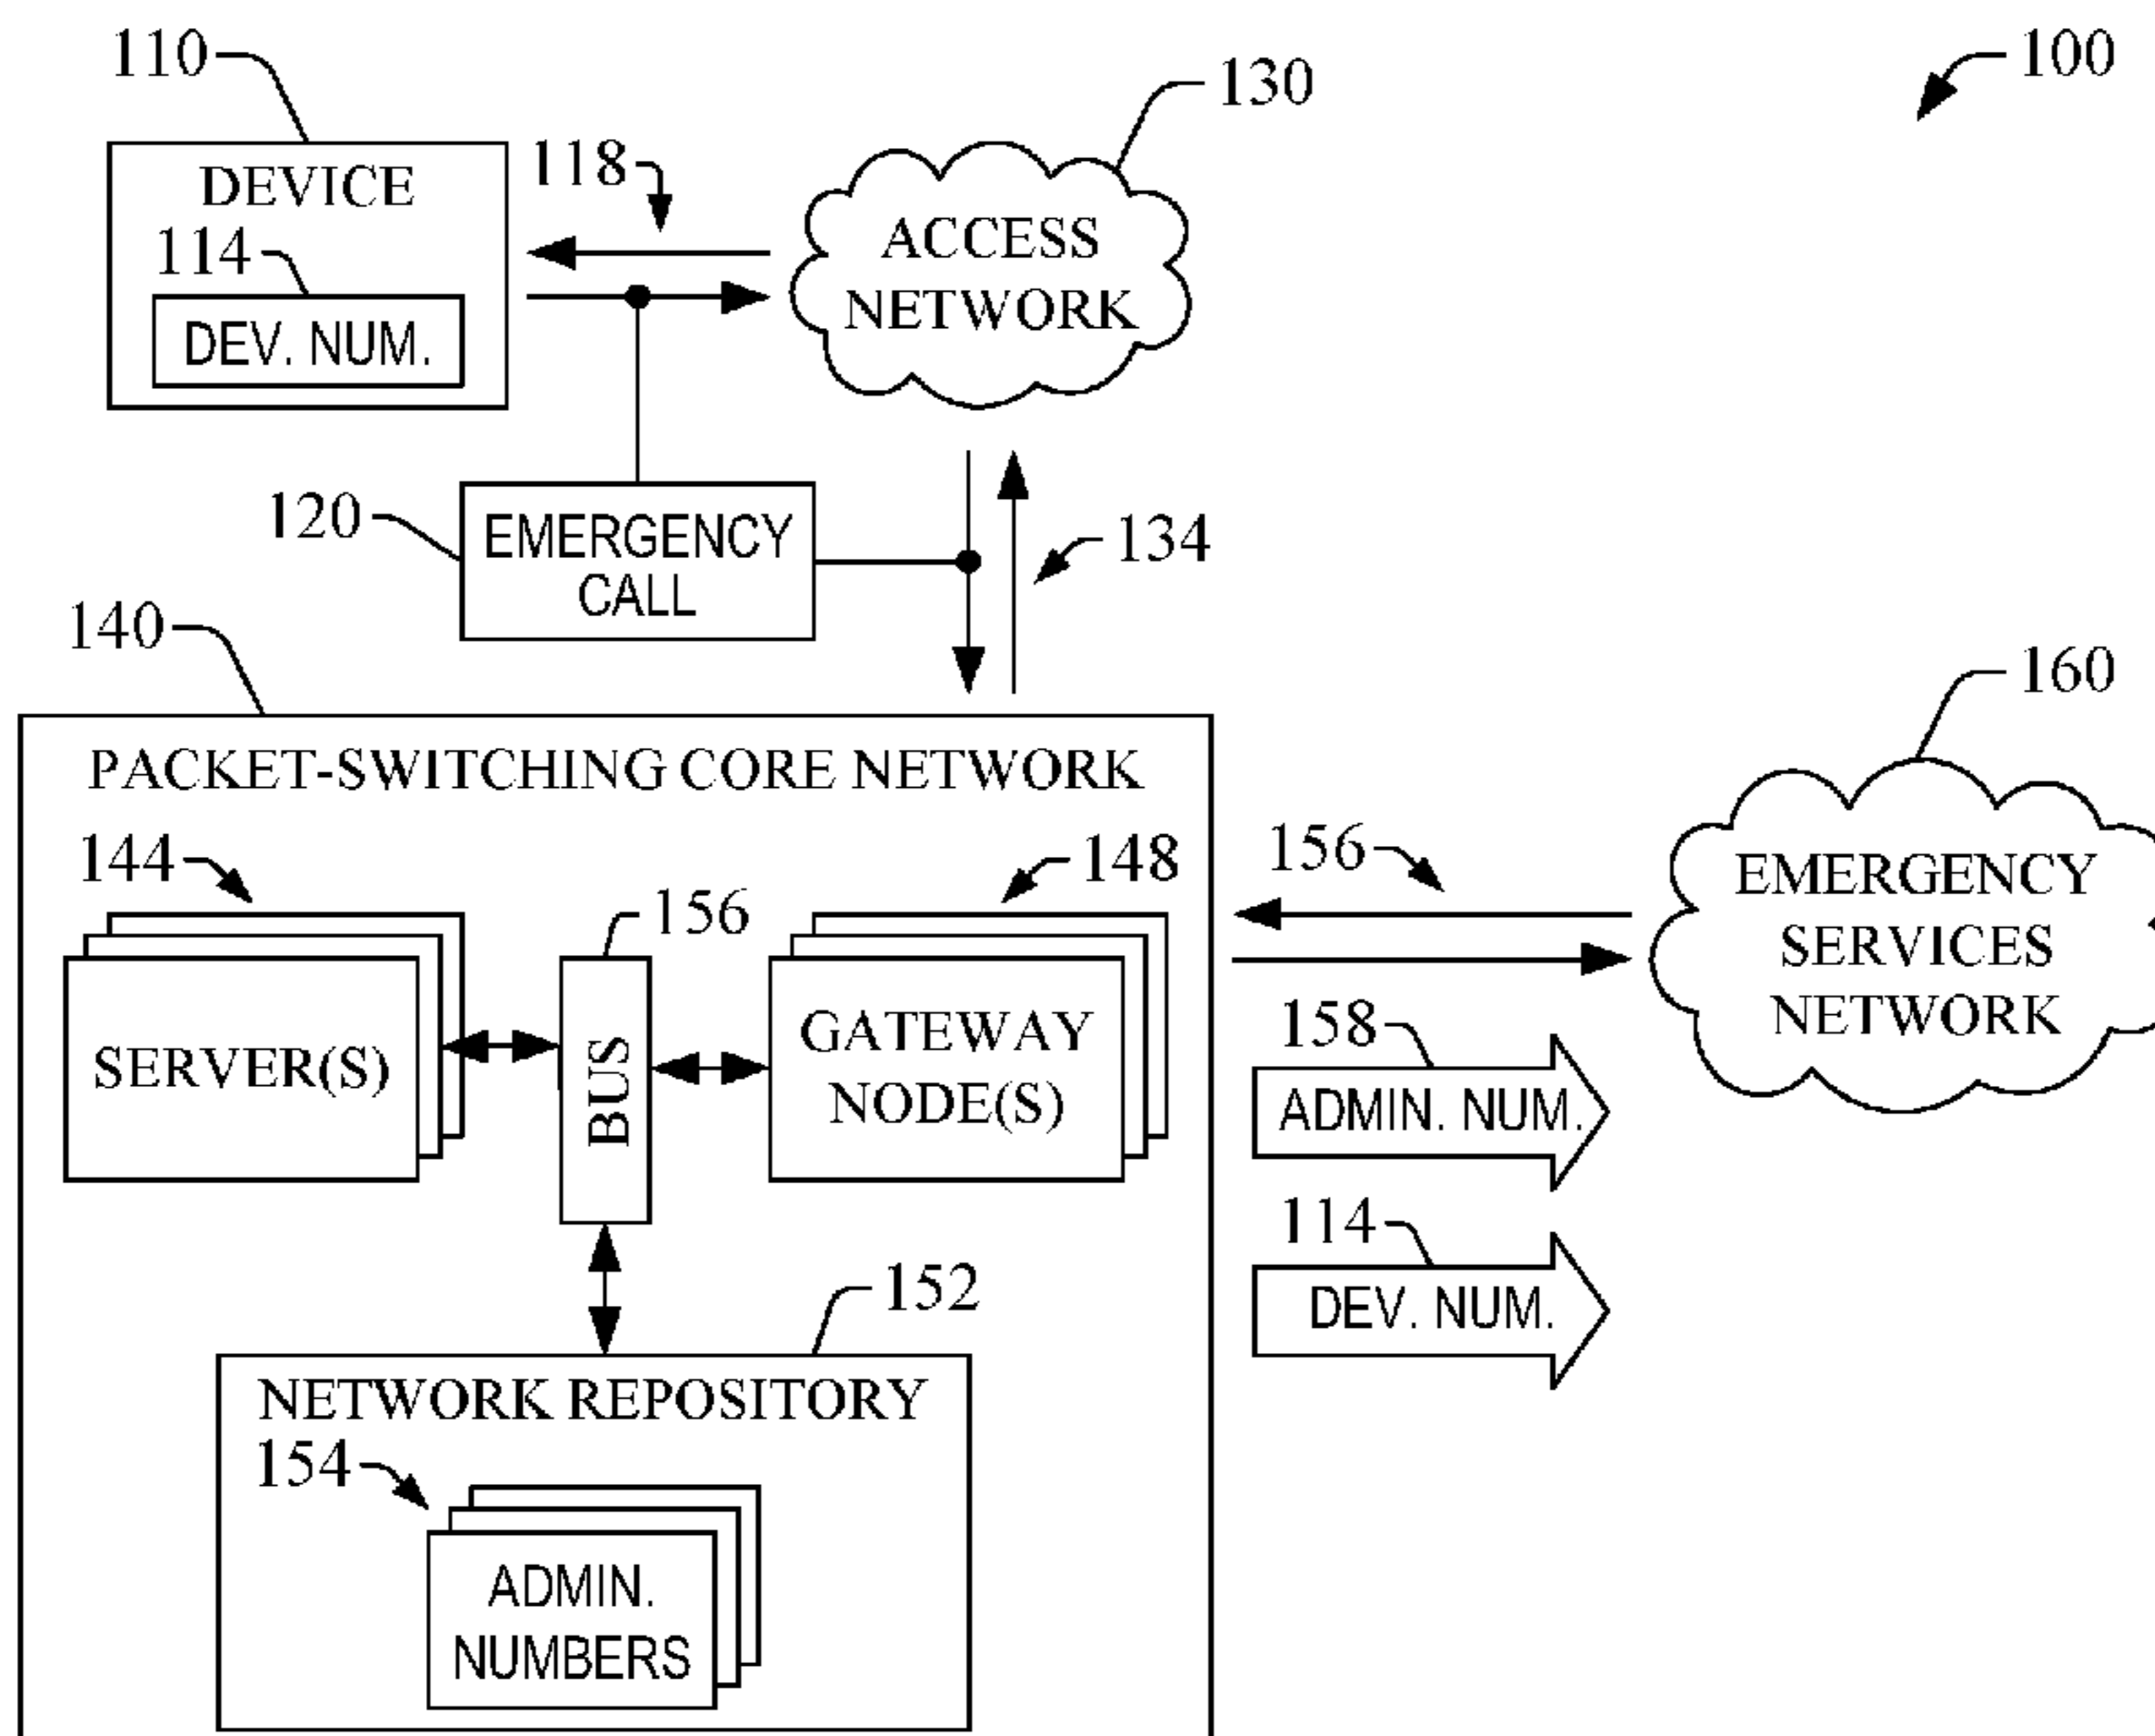 110
130
100
DEVICE
118
114
DEV. NUM.
ACCESS
NETWORK
120
EMERGENCY
CALL
134
140
160
PACKET-SWITCHING CORE NETWORK
144
156
148
156
EMERGENCY
SERVICES
NETWORK
SERVER(S)
BUS
GATEWAY
NODE(S)
158
ADMIN. NUM.
114
DEV. NUM.
152
NETWORK REPOSITORY
154
ADMIN.
NUMBERS